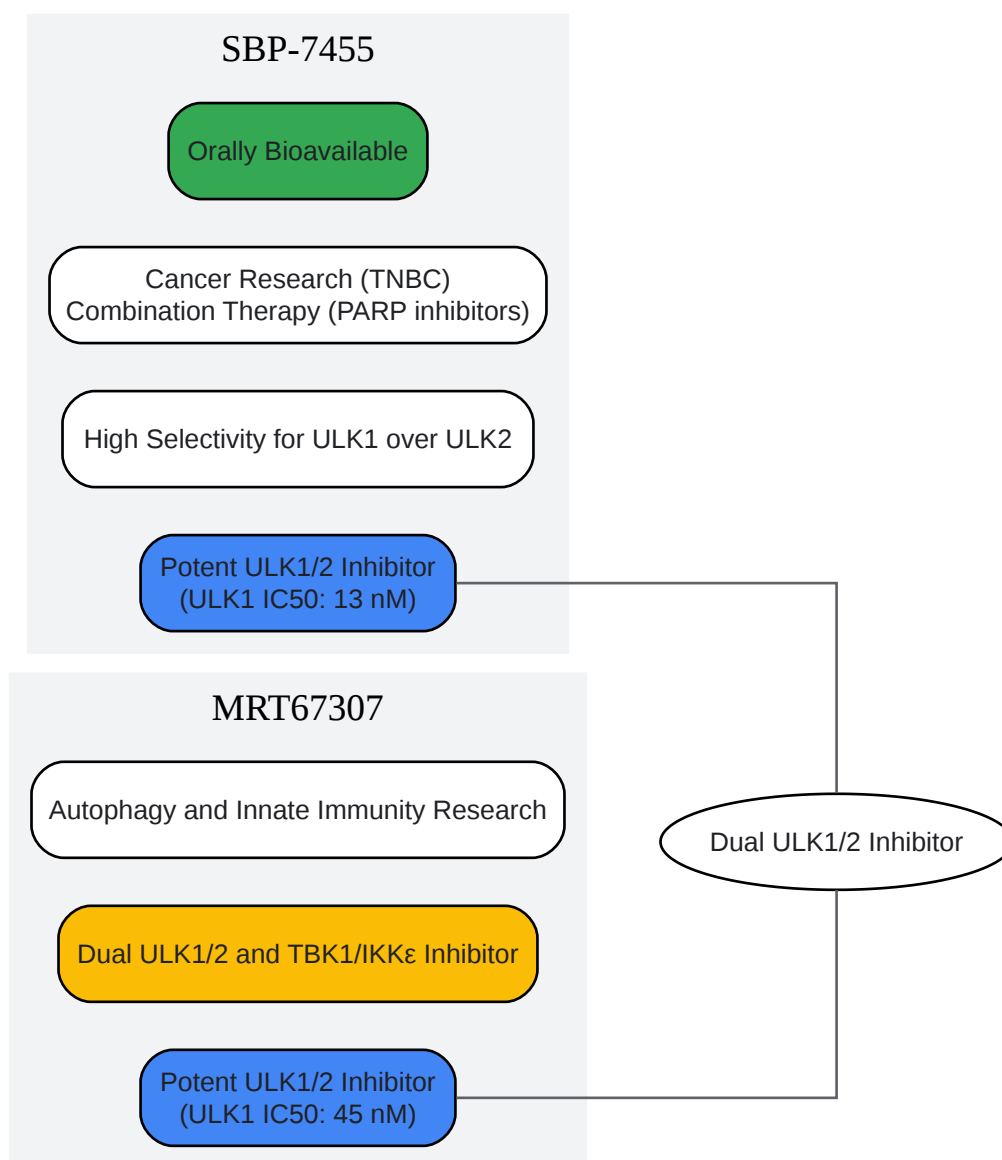 SBP-7455
Orally Bioavailable
Cancer Research (TNBC)
Combination Therapy (PARP inhibitors)
High Selectivity for ULK1 over ULK2
Potent ULK1/2 Inhibitor
(ULK1 IC50: 13 nM)
MRT67307
Autophagy and Innate Immunity Research
Dual ULK1/2 Inhibitor
Dual ULK1/2 and TBK1/IKKε Inhibitor
Potent ULK1/2 Inhibitor
(ULK1 IC50: 45 nM)